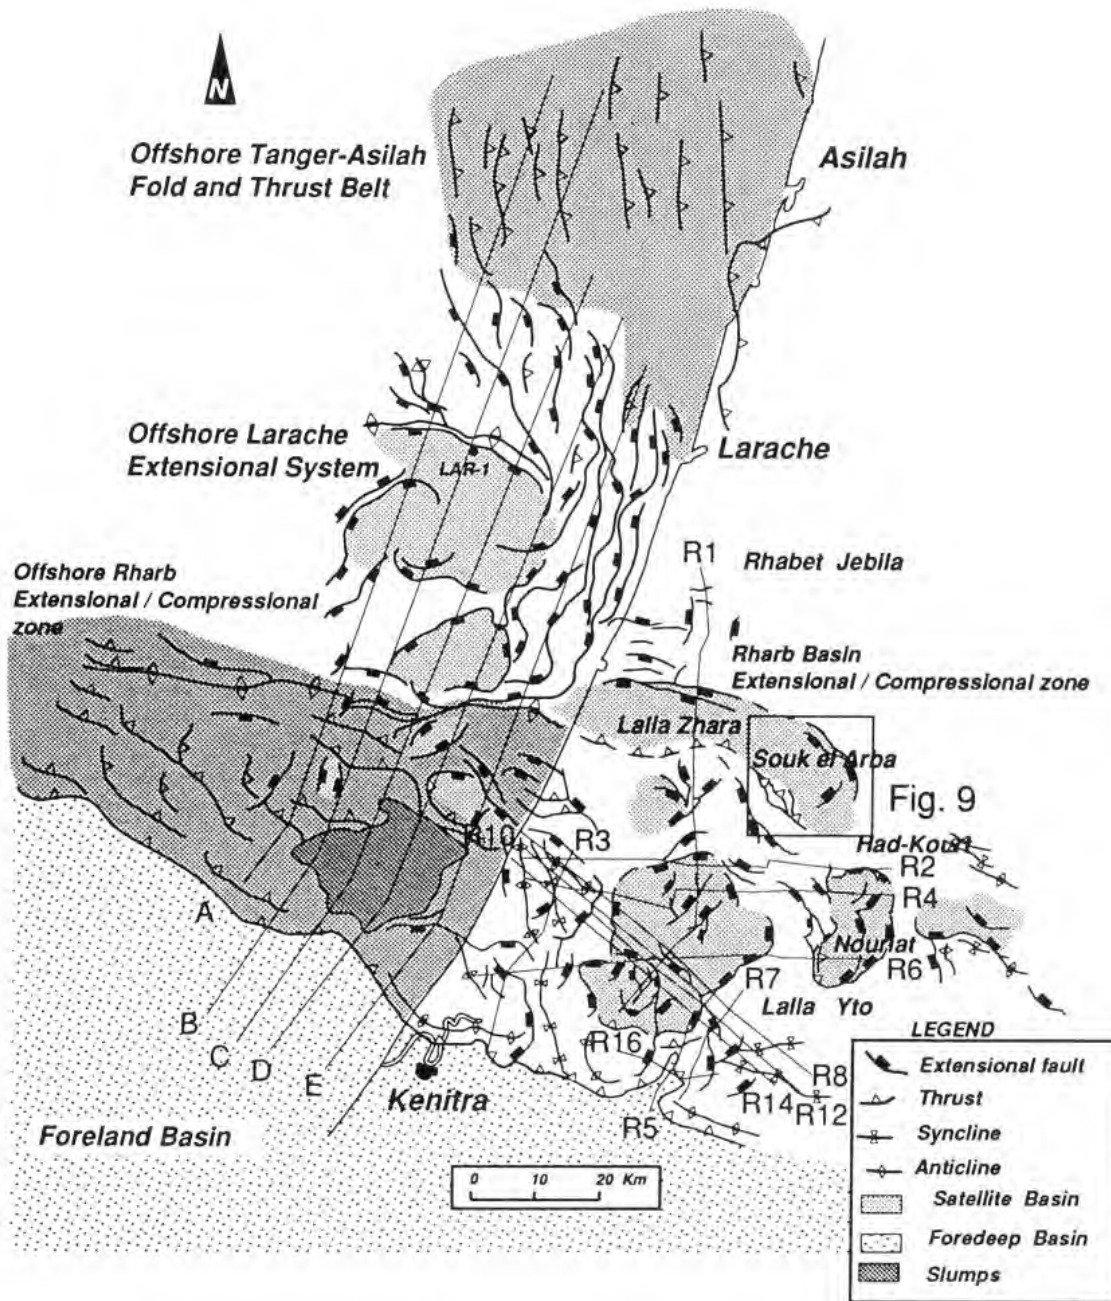 N
Offshore Tanger-Asilah
Fold and Thrust Belt
Asilah
Offshore Larache
Extensional System
LAR-1
Larache
R1
Rhabet Jebila
Offshore Rharb
Extensional / Compressional
zone
Rharb Basin
Extensional / Compressional zone
Lalla Zhara
Souk el Arba
Fig. 9
R10
R3
Had-Kourt
R2
R4
A
Nouriat
R6
R7
B
Lalla Yto
C
D
E
R16
R8
R14
R12
R5
Kenitra
Foreland Basin
0 10 20 Km
LEGEND
Extensional fault
Thrust
Syncline
Anticline
Satellite Basin
Foredeep Basin
Slumps